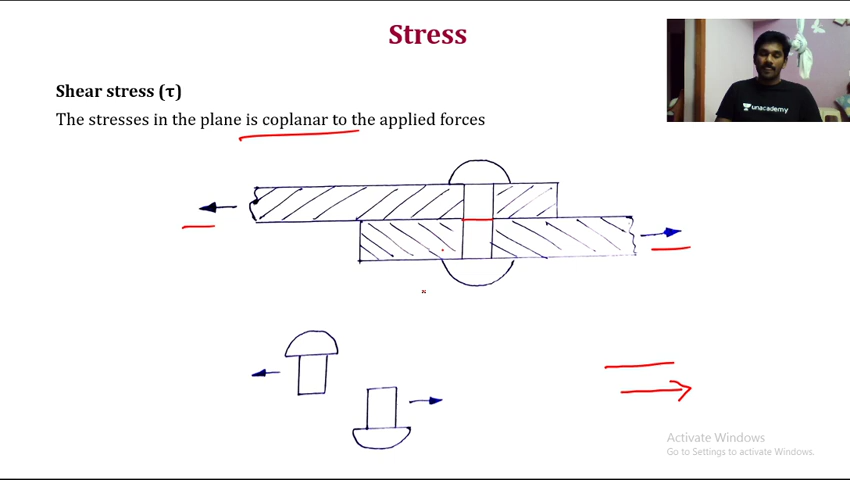 Stress
unacademy
Shear stress (τ)
The stresses in the plane is coplanar to the applied forces
Activate Windows
Go to Settings to activate Windows.